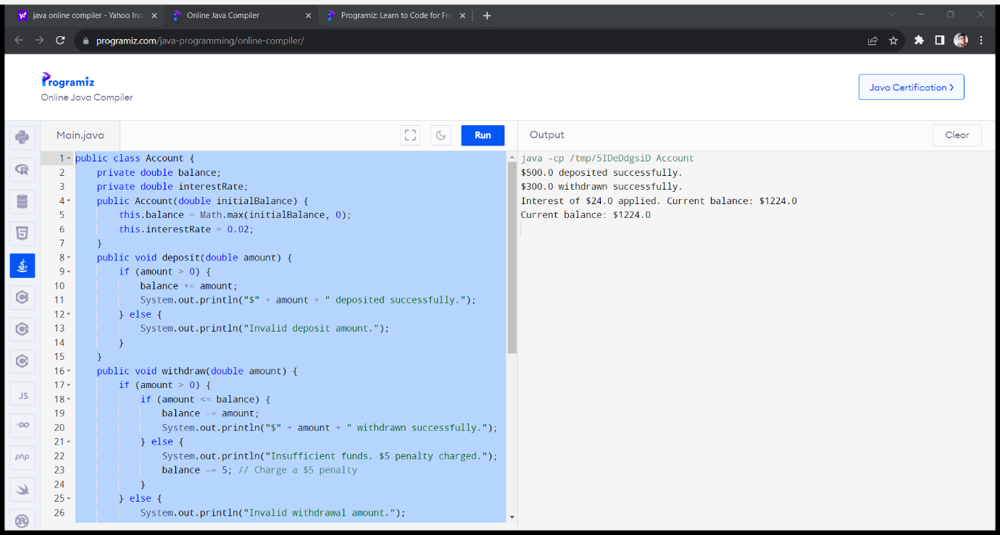 java online compiler - Yahoo Ind
Online Java Compiler
Programiz: Learn to Code for Fre
programiz.com/java-programming/online-compiler/
Programiz
Online Java Compiler
Java Certification >
Main.java
Run
Output
Clear
1 public class Account {
2 private double balance;
3 private double interestRate;
4 public Account(double initialBalance) {
5 this.balance = Math.max(initialBalance, 0);
6 this.interestRate = 0.02;
7 }
8 public void deposit(double amount) {
9 if (amount > 0) {
10 balance += amount;
11 System.out.println("$" + amount + " deposited successfully.");
12 } else {
13 System.out.println("Invalid deposit amount.");
14 }
15 }
16 public void withdraw(double amount) {
17 if (amount > 0) {
18 if (amount <= balance) {
19 balance -= amount;
20 System.out.println("$" + amount + " withdrawn successfully.");
21 } else {
22 System.out.println("Insufficient funds. $5 penalty charged.");
23 balance -= 5; // Charge a $5 penalty
24 }
25 } else {
26 System.out.println("Invalid withdrawal amount.");
java -cp /tmp/5IDeDdgsiD Account
$500.0 deposited successfully.
$300.0 withdrawn successfully.
Interest of $24.0 applied. Current balance: $1224.0
Current balance: $1224.0
JS
GO
php